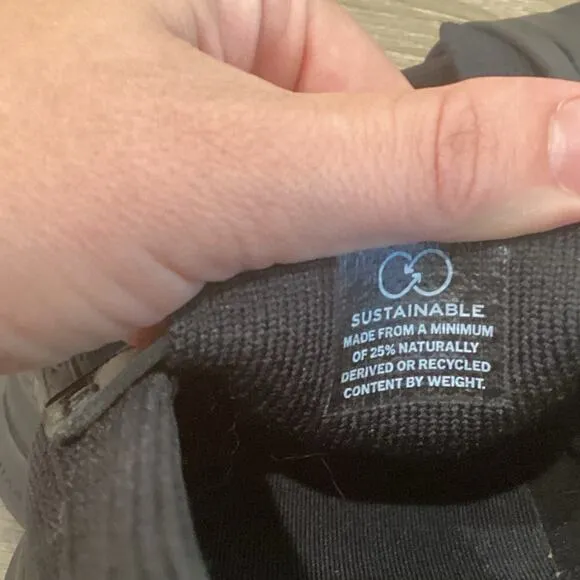 SUSTAINABLE
MADE FROM A MINIMUM
OF 25% NATURALLY
DERIVED OR RECYCLED
CONTENT BY WEIGHT.